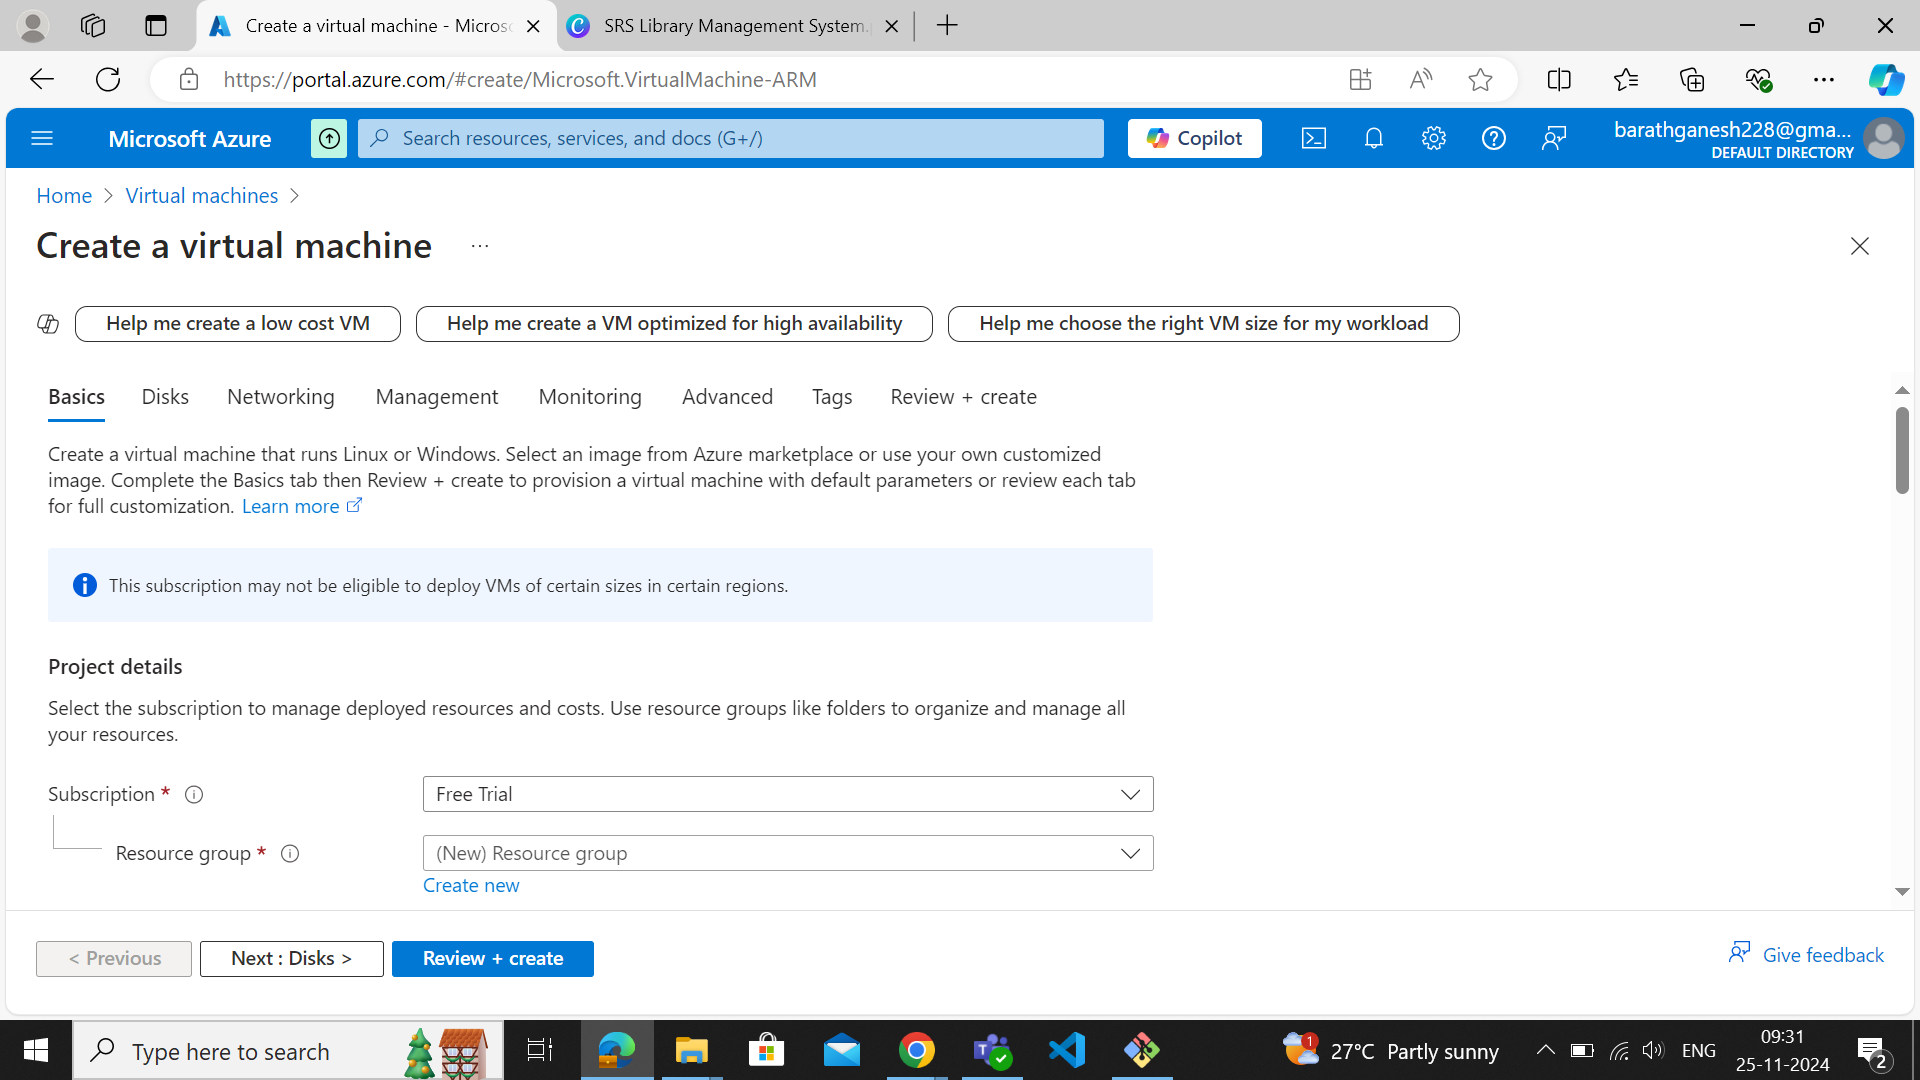 Create a virtual machine - Micros
SRS Library Management System.
https://portal.azure.com/#create/Microsoft.VirtualMachine-ARM
Microsoft Azure
Search resources, services, and docs (G+/)
Copilot
barathganesh228@gma...
DEFAULT DIRECTORY
Home > Virtual machines >
Create a virtual machine ...
Help me create a low cost VM
Help me create a VM optimized for high availability
Help me choose the right VM size for my workload
Basics Disks Networking Management Monitoring Advanced Tags Review + create
Create a virtual machine that runs Linux or Windows. Select an image from Azure marketplace or use your own customized
image. Complete the Basics tab then Review + create to provision a virtual machine with default parameters or review each tab
for full customization. Learn more
This subscription may not be eligible to deploy VMs of certain sizes in certain regions.
Project details
Select the subscription to manage deployed resources and costs. Use resource groups like folders to organize and manage all
your resources.
Subscription *
Free Trial
Resource group *
(New) Resource group
Create new
< Previous
Next : Disks >
Review + create
Give feedback
Type here to search
1
27°C Partly sunny
ENG
09:31
25-11-2024
2